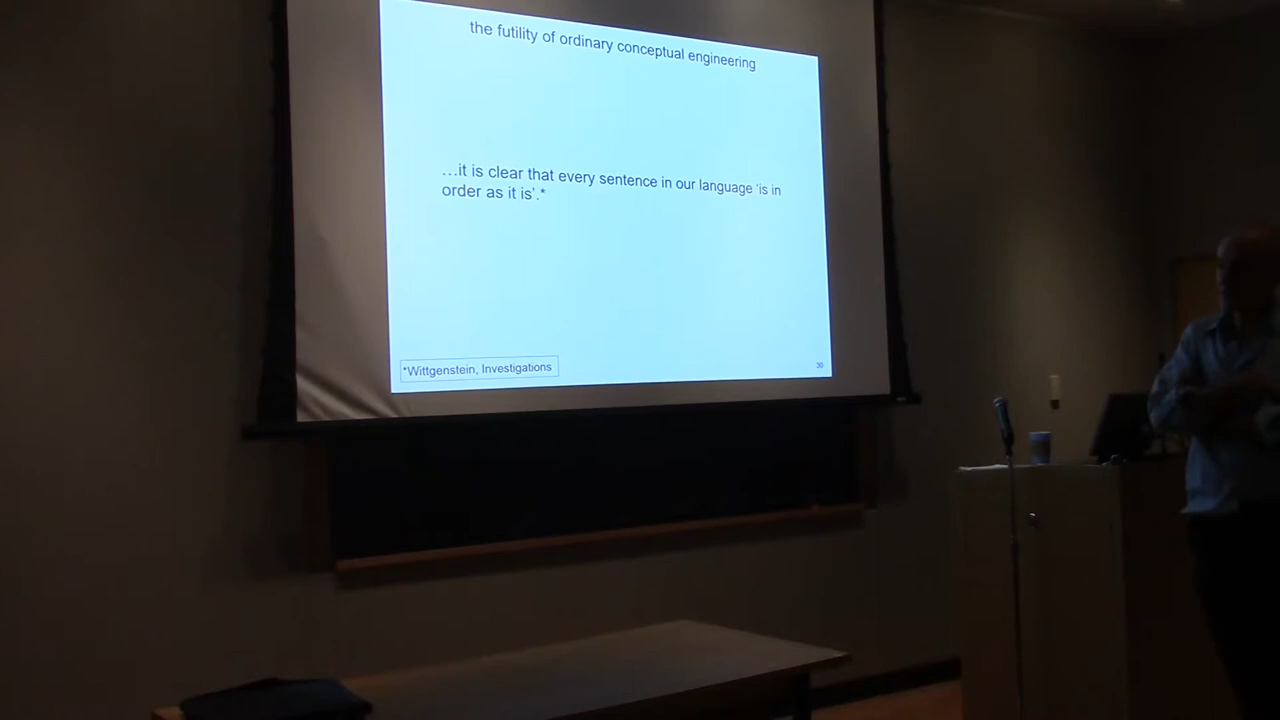 the futility of ordinary conceptual engineering
…it is clear that every sentence in our language ‘is in
order as it is’.*
*Wittgenstein, Investigations
30